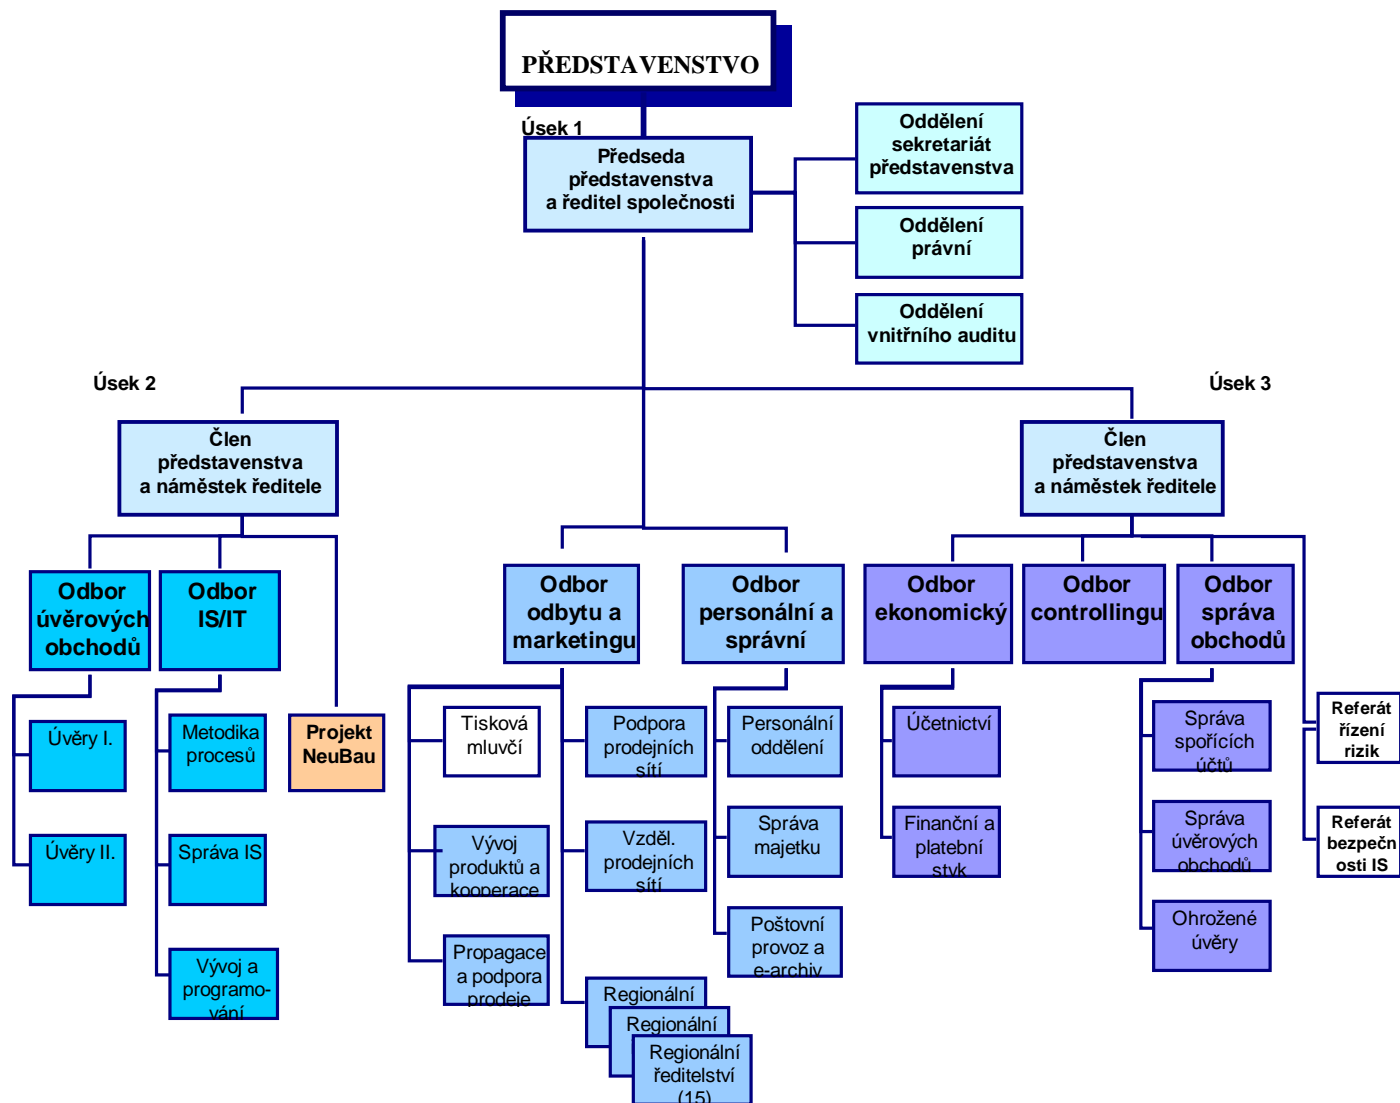 PŘEDSTAVENSTVO
Úsek 1
Předseda
představenstva
a ředitel společnosti
Oddělení
sekretariát
představenstva
Oddělení
právní
Oddělení
vnitřního auditu
Úsek 2
Úsek 3
Člen
představenstva
a náměstek ředitele
Člen
představenstva
a náměstek ředitele
Odbor
úvěrových
obchodů
Odbor
IS/IT
Odbor
odbytu a
marketingu
Odbor
personální a
správní
Odbor
ekonomický
Odbor
controllingu
Odbor
správa
obchodů
Úvěry I.
Úvěry II.
Metodika
procesů
Správa IS
Vývoj a
programo-
vání
Projekt
NeuBau
Tisková
mluvčí
Vývoj
produktů a
kooperace
Propagace
a podpora
prodeje
Podpora
prodejních
sítí
Vzděl.
prodejních
sítí
Regionální
Regionální
Regionální
ředitelství
(15)
Personální
oddělení
Správa
majetku
Poštovní
provoz a
e-archiv
Účetnictví
Finanční a
platební
styk
Správa
spořících
účtů
Správa
úvěrových
obchodů
Ohrožené
úvěry
Referát
řízení
rizik
Referát
bezpečn
osti IS